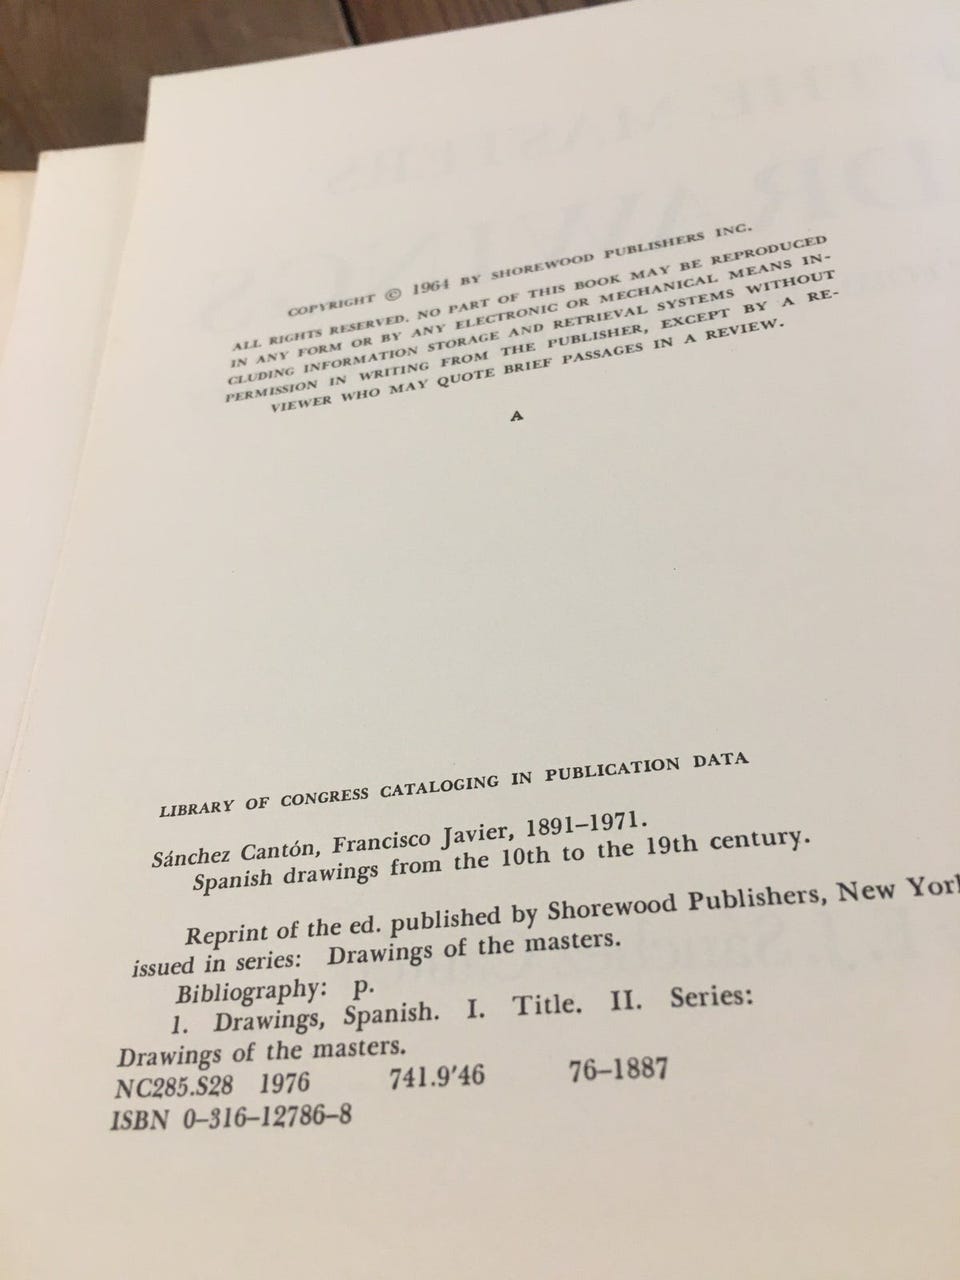 COPYRIGHT © 1964 BY SHOREWOOD PUBLISHERS INC.
ALL RIGHTS RESERVED. NO PART OF THIS BOOK MAY BE REPRODUCED
IN ANY FORM OR BY ANY ELECTRONIC OR MECHANICAL MEANS IN-
CLUDING INFORMATION STORAGE AND RETRIEVAL SYSTEMS WITHOUT
PERMISSION IN WRITING FROM THE PUBLISHER, EXCEPT BY A RE-
VIEWER WHO MAY QUOTE BRIEF PASSAGES IN A REVIEW.
A
LIBRARY OF CONGRESS CATALOGING IN PUBLICATION DATA
Sánchez Cantón, Francisco Javier, 1891–1971.
Spanish drawings from the 10th to the 19th century.
Reprint of the ed. published by Shorewood Publishers, New
issued in series: Drawings of the masters.
Bibliography: p.
1. Drawings, Spanish. I. Title. II. Series:
Drawings of the masters.
NC285.S28 1976 741.9'46 76–1887
ISBN 0–316–12786–8